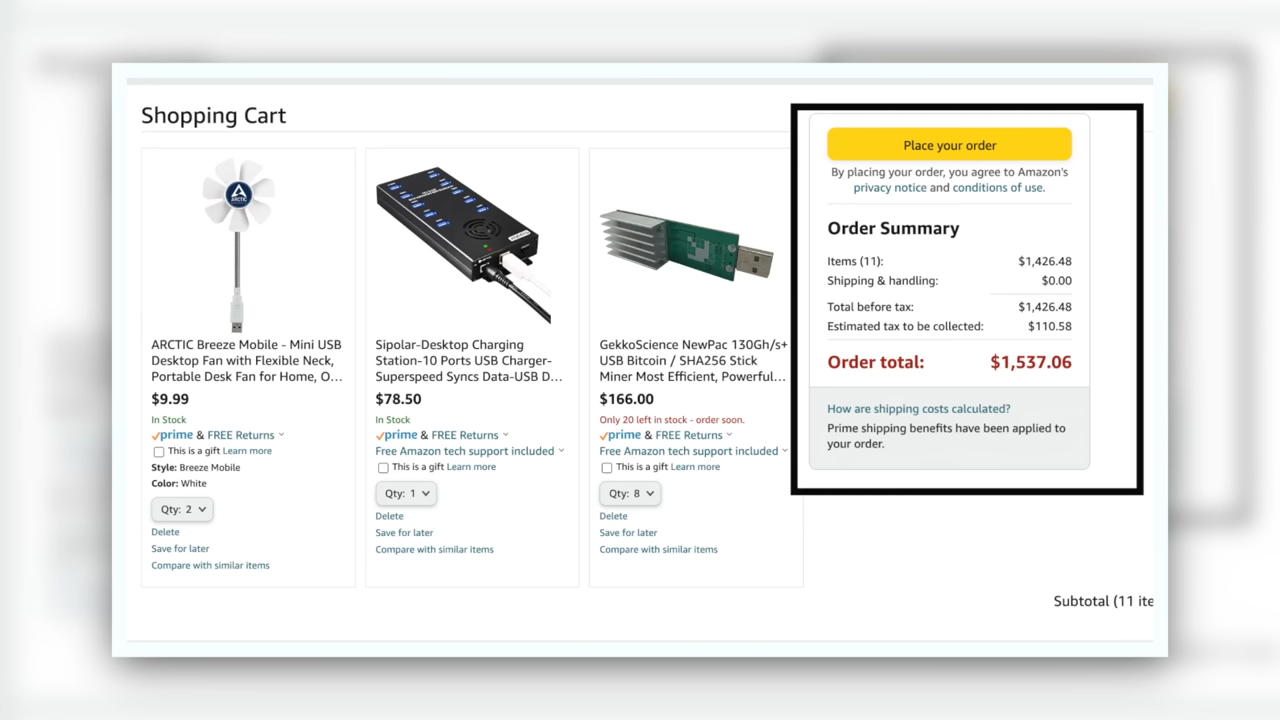 Shopping Cart
ARCTIC
ARCTIC Breeze Mobile - Mini USB
Desktop Fan with Flexible Neck,
Portable Desk Fan for Home, O...
$9.99
In Stock
prime & FREE Returns
This is a gift Learn more
Style: Breeze Mobile
Color: White
Qty: 2
Delete
Save for later
Compare with similar items
Sipolar-Desktop Charging
Station-10 Ports USB Charger-
Superspeed Syncs Data-USB D...
$78.50
In Stock
prime & FREE Returns
Free Amazon tech support included
This is a gift Learn more
Qty: 1
Delete
Save for later
Compare with similar items
GekkoScience NewPac 130Gh/s+
USB Bitcoin / SHA256 Stick
Miner Most Efficient, Powerful...
$166.00
Only 20 left in stock - order soon.
prime & FREE Returns
Free Amazon tech support included
This is a gift Learn more
Qty: 8
Delete
Save for later
Compare with similar items
Place your order
By placing your order, you agree to Amazon's
privacy notice and conditions of use.
Order Summary
Items (11): $1,426.48
Shipping & handling: $0.00
Total before tax: $1,426.48
Estimated tax to be collected: $110.58
Order total: $1,537.06
How are shipping costs calculated?
Prime shipping benefits have been applied to
your order.
Subtotal (11 ite